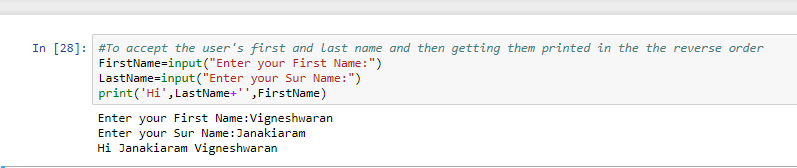 In [28]: #To accept the user's first and last name and then getting them printed in the the reverse order
FirstName=input("Enter your First Name:")
LastName=input("Enter your Sur Name:")
print('Hi',LastName+'',FirstName)
Enter your First Name:Vigneshwaran
Enter your Sur Name:Janakiaram
Hi Janakiaram Vigneshwaran